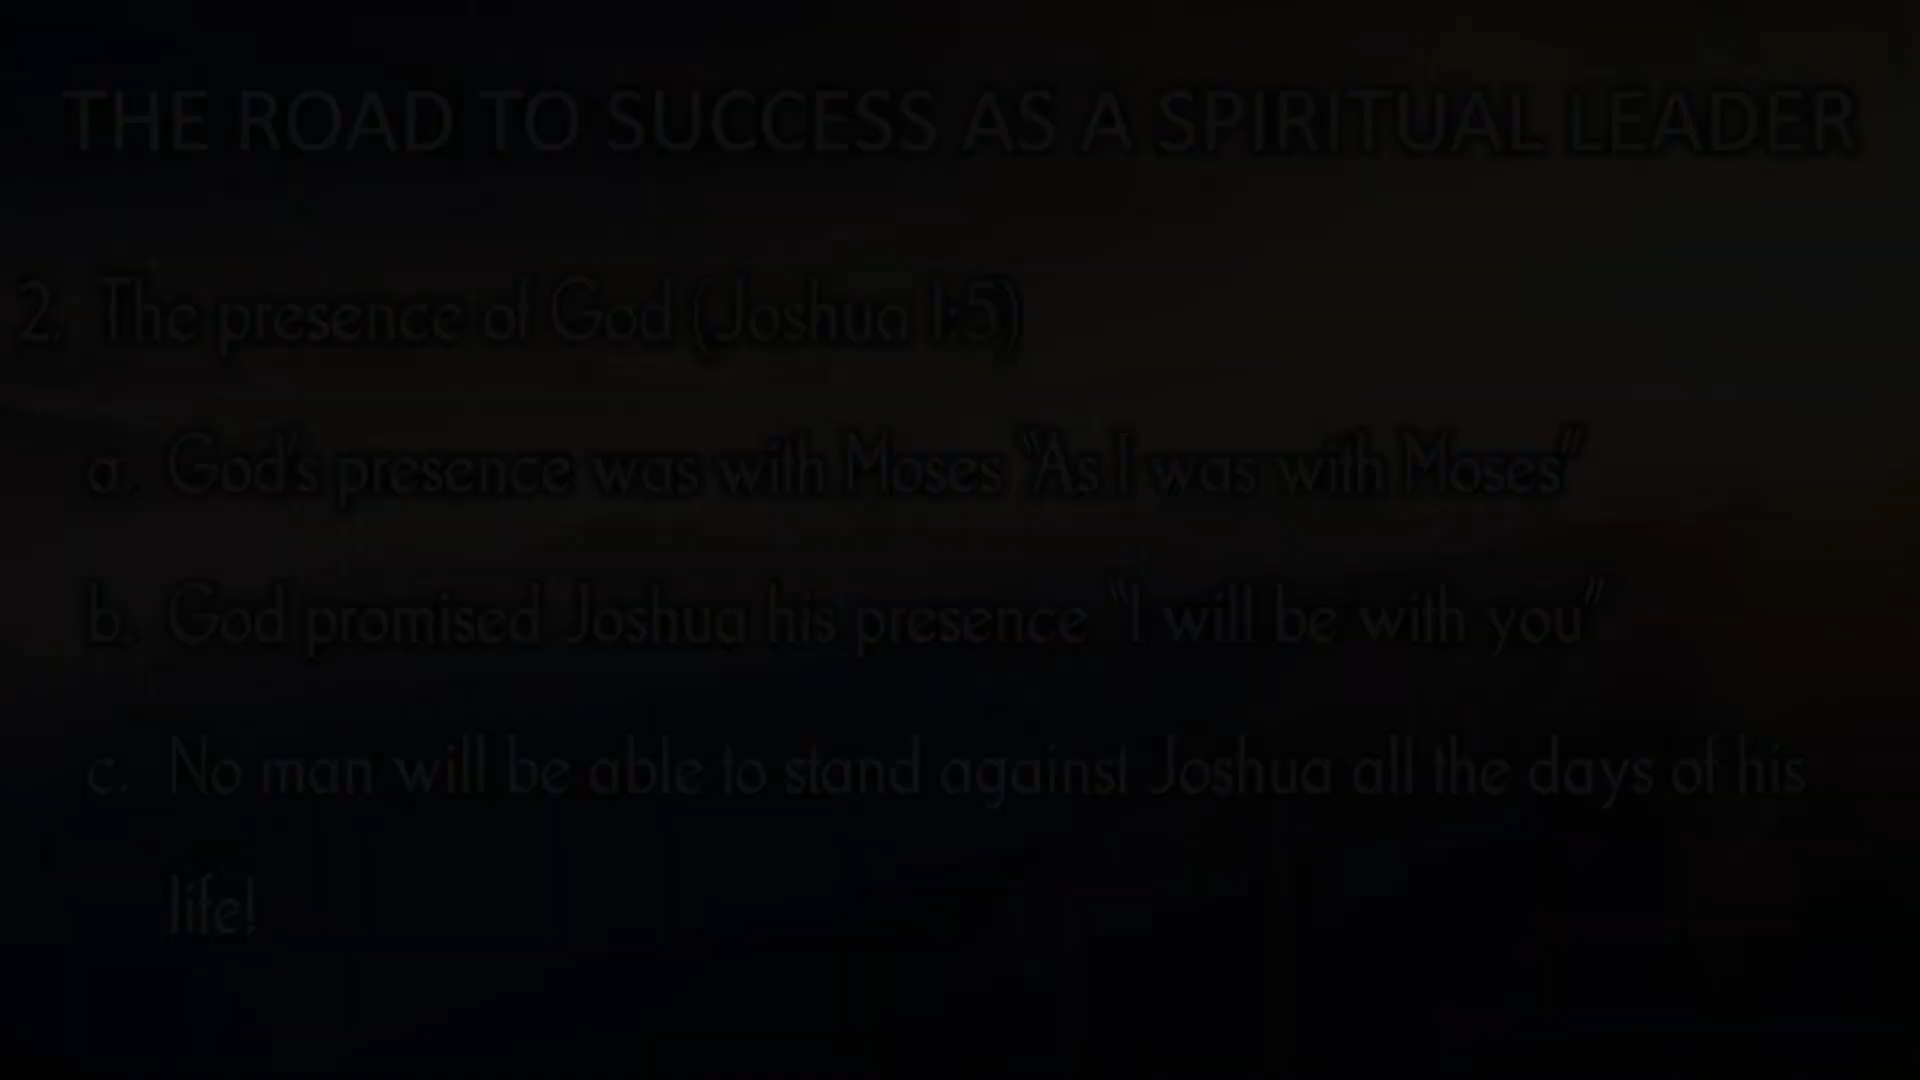 THE ROAD TO SUCCESS AS A SPIRITUAL LEADER
2. The presence of God (Joshua 1:5)
a. God's presence was with Moses “As I was with Moses”
b. God promised Joshua his presence “I will be with you”
c. No man will be able to stand against Joshua all the days of his
life!